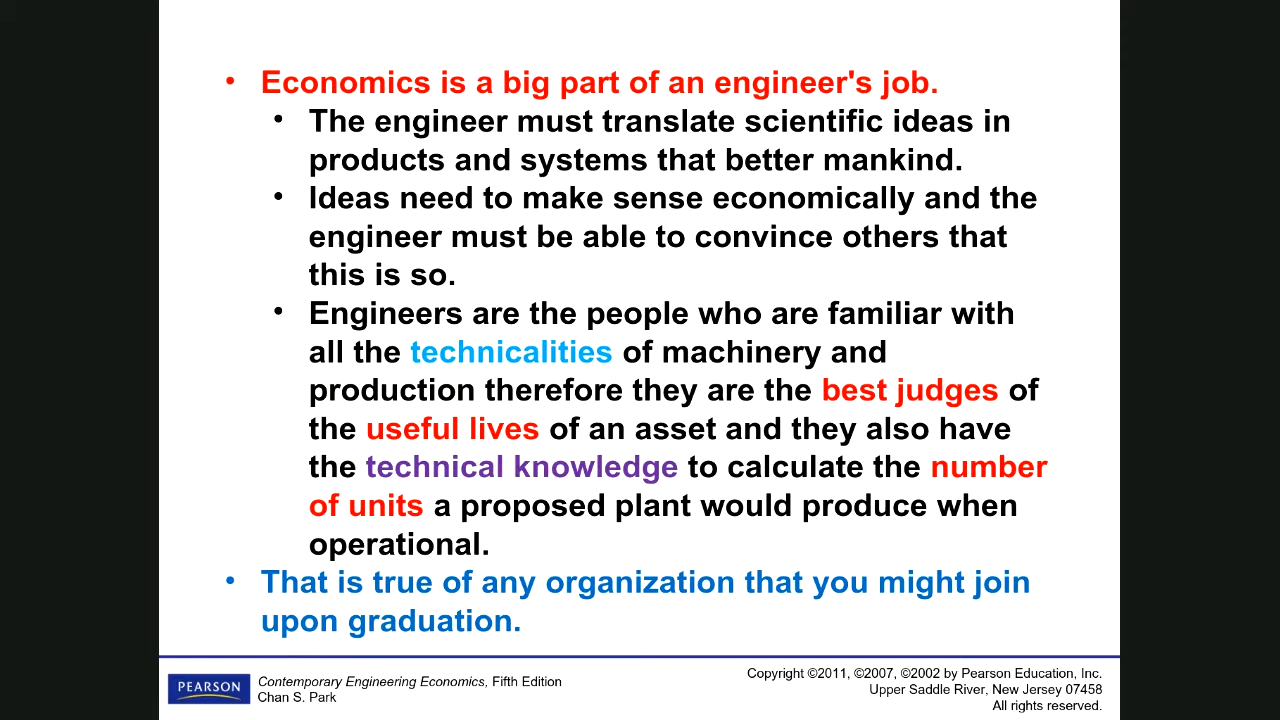 • Economics is a big part of an engineer's job.
• The engineer must translate scientific ideas in
products and systems that better mankind.
• Ideas need to make sense economically and the
engineer must be able to convince others that
this is so.
• Engineers are the people who are familiar with
all the technicalities of machinery and
production therefore they are the best judges of
the useful lives of an asset and they also have
the technical knowledge to calculate the number
of units a proposed plant would produce when
operational.
• That is true of any organization that you might join
upon graduation.
PEARSON
Contemporary Engineering Economics, Fifth Edition
Chan S. Park
Copyright ©2011, ©2007, ©2002 by Pearson Education, Inc.
Upper Saddle River, New Jersey 07458
All rights reserved.